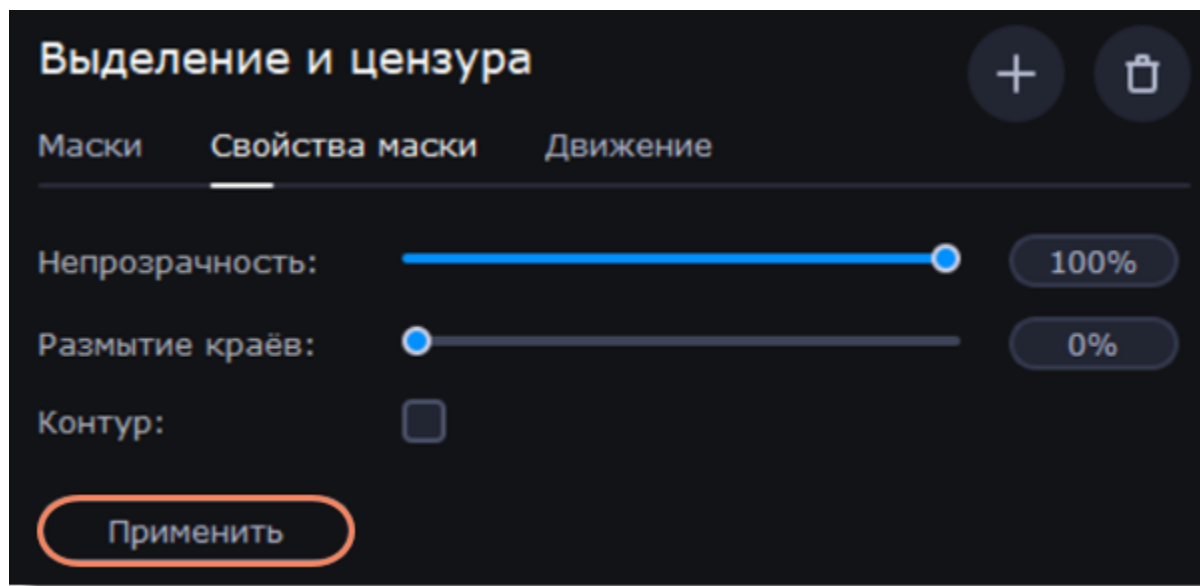 Выделение и цензура
Маски Свойства маски Движение
Непрозрачность: 100%
Размытие краёв: 0%
Контур:
Применить